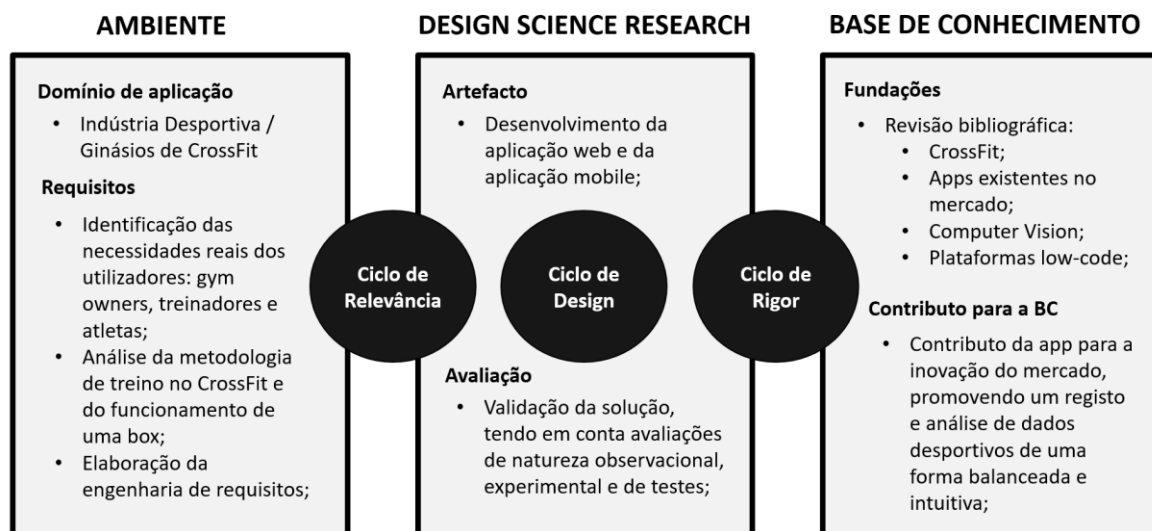 AMBIENTE
Domínio de aplicação
• Indústria Desportiva /
Ginásios de CrossFit
Requisitos
• Identificação das
necessidades reais dos
utilizadores: gym
owners, treinadores e
atletas;
• Análise da metodologia
de treino no CrossFit e
do funcionamento de
uma box;
• Elaboração da
engenharia de requisitos;
Ciclo de
Relevância
DESIGN SCIENCE RESEARCH
Artefacto
• Desenvolvimento da
aplicação web e da
aplicação mobile;
Ciclo de
Design
Avaliação
• Validação da solução,
tendo em conta avaliações
de natureza observacional,
experimental e de testes;
Ciclo de
Rigor
BASE DE CONHECIMENTO
Fundações
• Revisão bibliográfica:
• CrossFit;
• Apps existentes no
mercado;
• Computer Vision;
• Plataformas low-code;
Contributo para a BC
• Contributo da app para a
inovação do mercado,
promovendo um registo
e análise de dados
desportivos de uma
forma balanceada e
intuitiva;